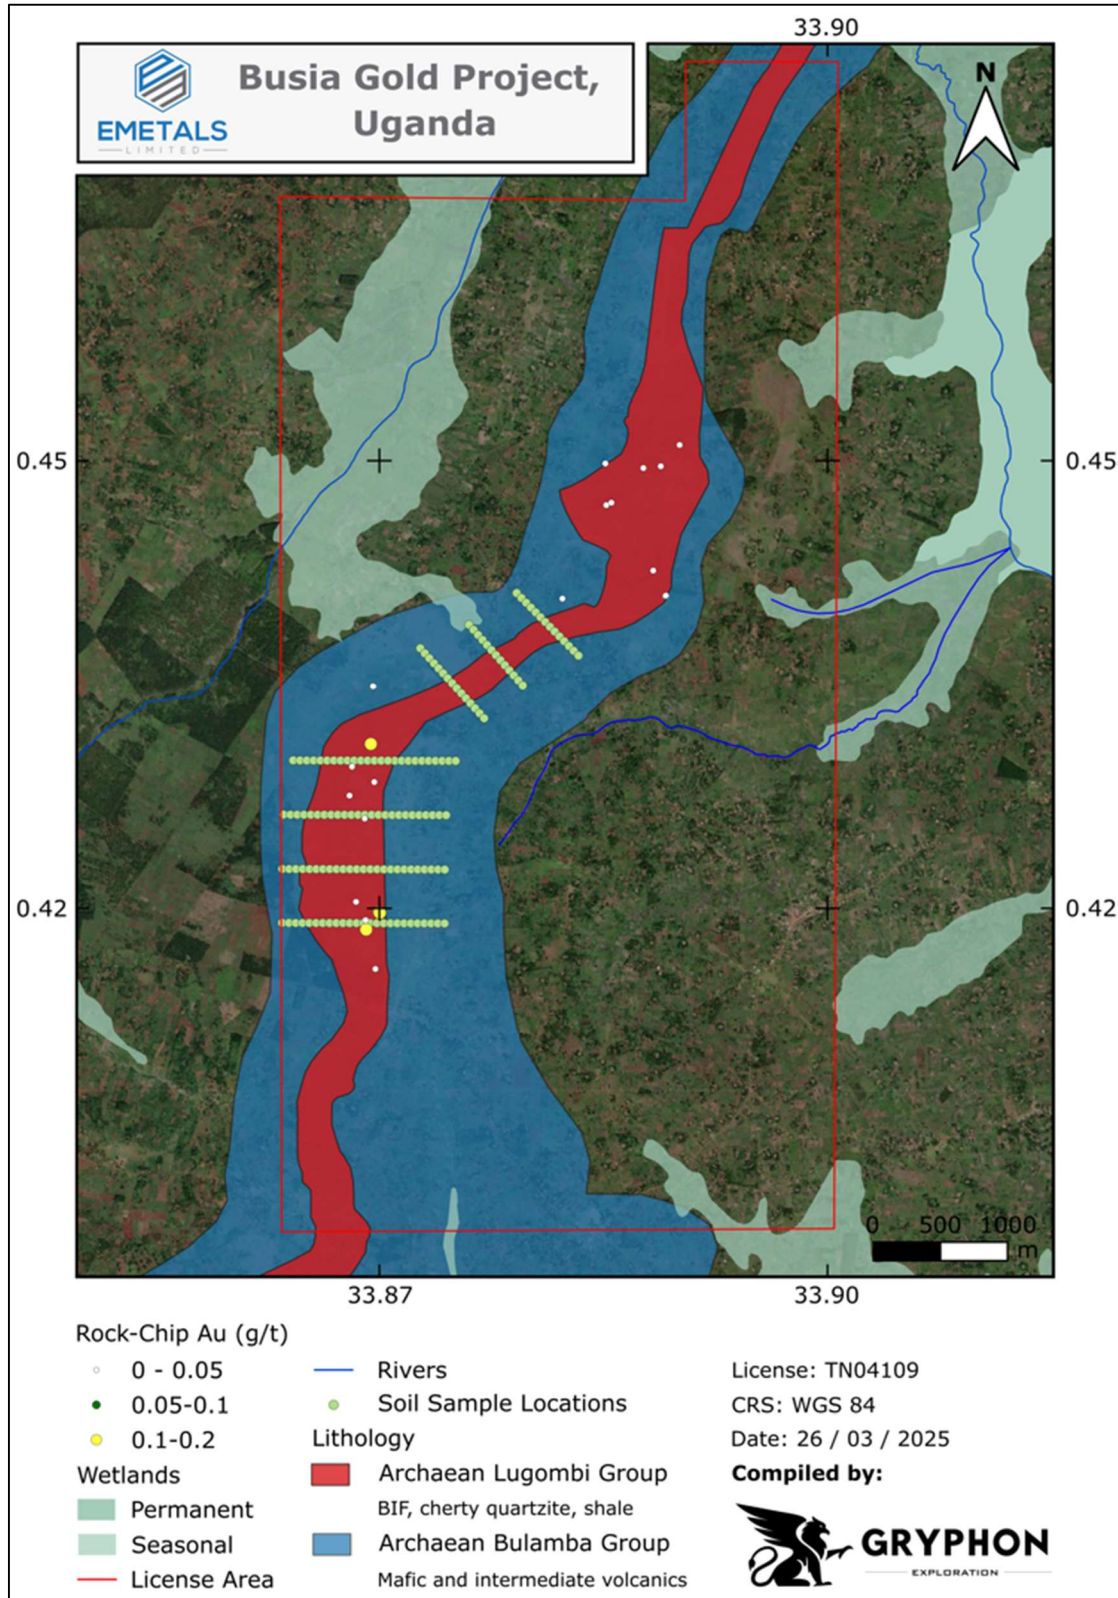 33.90
EMETALS
LIMITED
Busia Gold Project,
Uganda
N
0.45
0.45
0.42
0.42
0 500 1000
m
33.87
33.90
Rock-Chip Au (g/t)
0 - 0.05
0.05-0.1
0.1-0.2
Wetlands
Permanent
Seasonal
License Area
Rivers
Soil Sample Locations
Lithology
Archaean Lugombi Group
BIF, cherty quartzite, shale
Archaean Bulamba Group
Mafic and intermediate volcanics
License: TN04109
CRS: WGS 84
Date: 26 / 03 / 2025
Compiled by:
GRYPHON
EXPLORATION